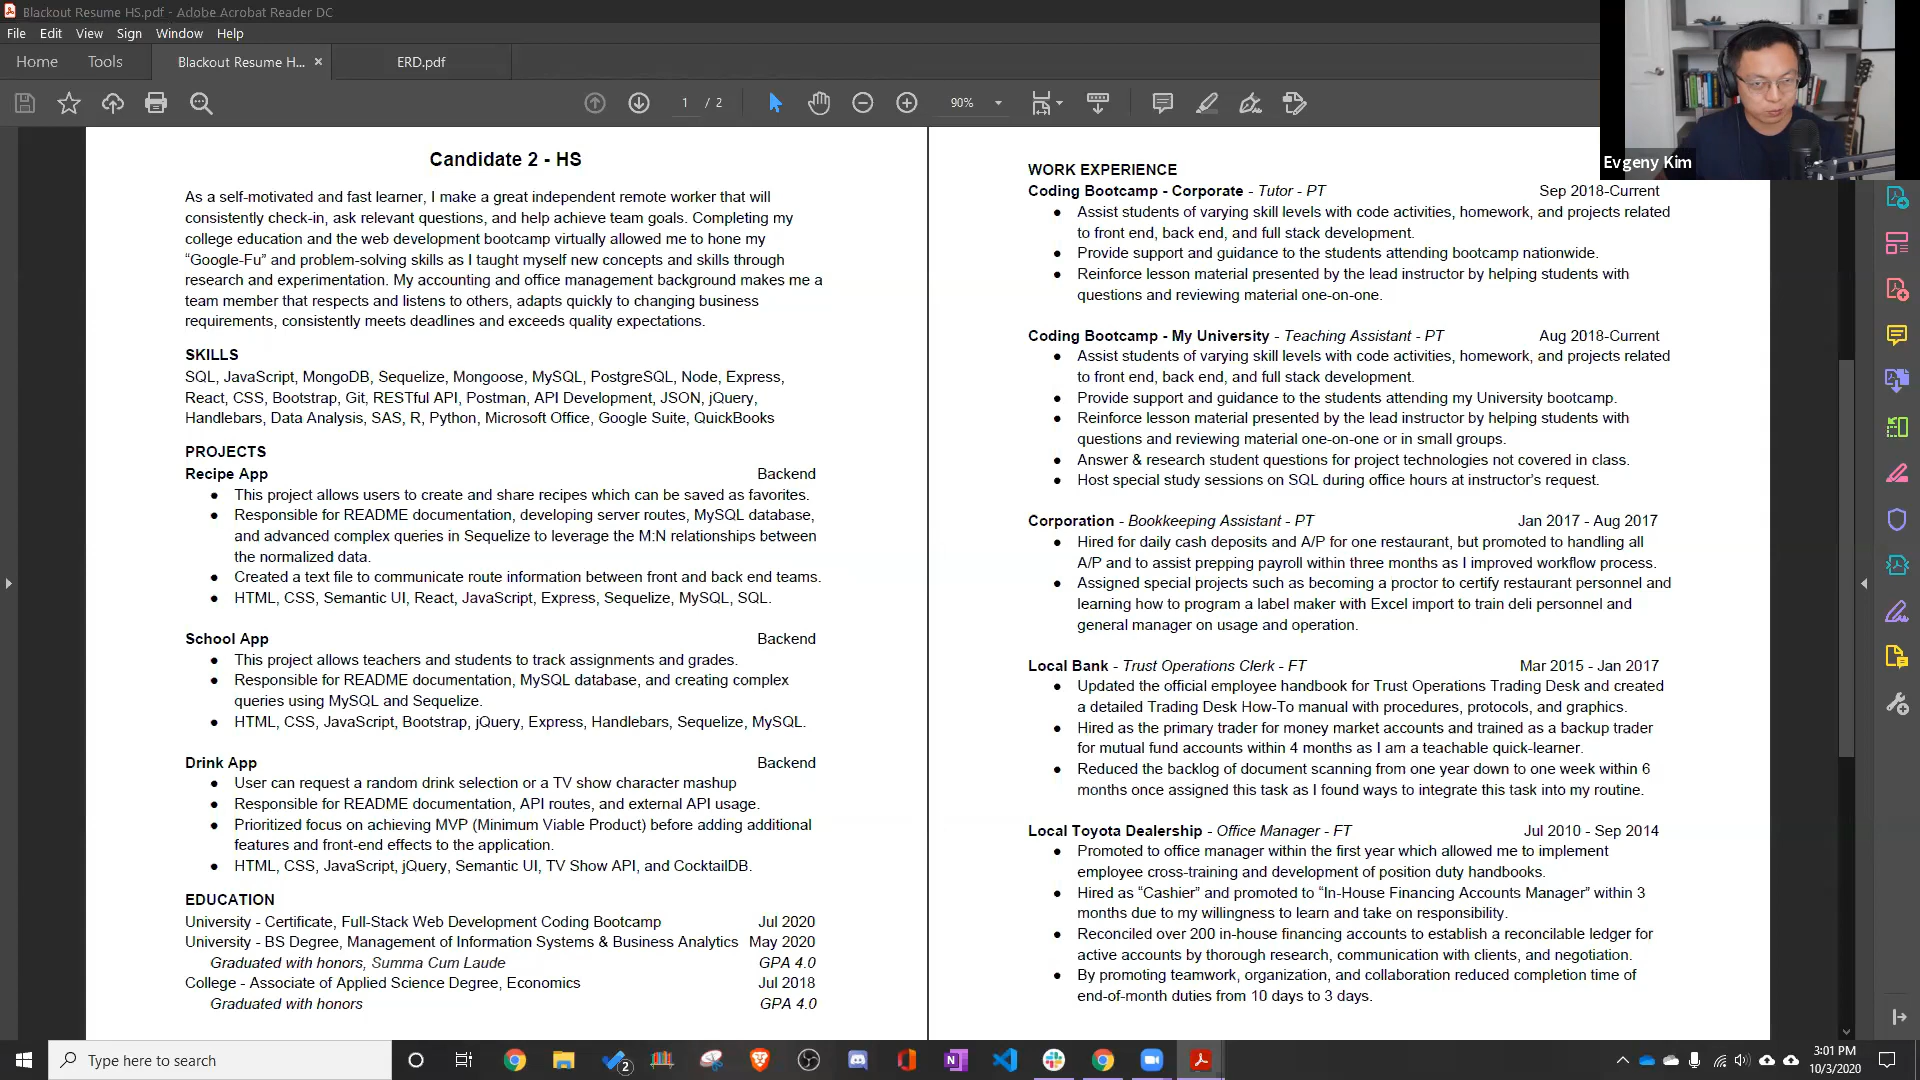 Blackout Resume HS.pdf - Adobe Acrobat Reader DC
File Edit View Sign Window Help
Home Tools Blackout Resume H... × ERD.pdf
1 / 2 90%
Evgeny Kim
Candidate 2 - HS
As a self-motivated and fast learner, I make a great independent remote worker that will
consistently check-in, ask relevant questions, and help achieve team goals. Completing my
college education and the web development bootcamp virtually allowed me to hone my
“Google-Fu” and problem-solving skills as I taught myself new concepts and skills through
research and experimentation. My accounting and office management background makes me a
team member that respects and listens to others, adapts quickly to changing business
requirements, consistently meets deadlines and exceeds quality expectations.
SKILLS
SQL, JavaScript, MongoDB, Sequelize, Mongoose, MySQL, PostgreSQL, Node, Express,
React, CSS, Bootstrap, Git, RESTful API, Postman, API Development, JSON, jQuery,
Handlebars, Data Analysis, SAS, R, Python, Microsoft Office, Google Suite, QuickBooks
PROJECTS
Recipe App Backend
● This project allows users to create and share recipes which can be saved as favorites.
● Responsible for README documentation, developing server routes, MySQL database,
and advanced complex queries in Sequelize to leverage the M:N relationships between
the normalized data.
● Created a text file to communicate route information between front and back end teams.
● HTML, CSS, Semantic UI, React, JavaScript, Express, Sequelize, MySQL, SQL.
School App Backend
● This project allows teachers and students to track assignments and grades.
● Responsible for README documentation, MySQL database, and creating complex
queries using MySQL and Sequelize.
● HTML, CSS, JavaScript, Bootstrap, jQuery, Express, Handlebars, Sequelize, MySQL.
Drink App Backend
● User can request a random drink selection or a TV show character mashup
● Responsible for README documentation, API routes, and external API usage.
● Prioritized focus on achieving MVP (Minimum Viable Product) before adding additional
features and front-end effects to the application.
● HTML, CSS, JavaScript, jQuery, Semantic UI, TV Show API, and CocktailDB.
EDUCATION
University - Certificate, Full-Stack Web Development Coding Bootcamp Jul 2020
University - BS Degree, Management of Information Systems & Business Analytics May 2020
Graduated with honors, Summa Cum Laude GPA 4.0
College - Associate of Applied Science Degree, Economics Jul 2018
Graduated with honors GPA 4.0
WORK EXPERIENCE
Coding Bootcamp - Corporate - Tutor - PT Sep 2018-Current
● Assist students of varying skill levels with code activities, homework, and projects related
to front end, back end, and full stack development.
● Provide support and guidance to the students attending bootcamp nationwide.
● Reinforce lesson material presented by the lead instructor by helping students with
questions and reviewing material one-on-one.
Coding Bootcamp - My University - Teaching Assistant - PT Aug 2018-Current
● Assist students of varying skill levels with code activities, homework, and projects related
to front end, back end, and full stack development.
● Provide support and guidance to the students attending my University bootcamp.
● Reinforce lesson material presented by the lead instructor by helping students with
questions and reviewing material one-on-one or in small groups.
● Answer & research student questions for project technologies not covered in class.
● Host special study sessions on SQL during office hours at instructor’s request.
Corporation - Bookkeeping Assistant - PT Jan 2017 - Aug 2017
● Hired for daily cash deposits and A/P for one restaurant, but promoted to handling all
A/P and to assist prepping payroll within three months as I improved workflow process.
● Assigned special projects such as becoming a proctor to certify restaurant personnel and
learning how to program a label maker with Excel import to train deli personnel and
general manager on usage and operation.
Local Bank - Trust Operations Clerk - FT Mar 2015 - Jan 2017
● Updated the official employee handbook for Trust Operations Trading Desk and created
a detailed Trading Desk How-To manual with procedures, protocols, and graphics.
● Hired as the primary trader for money market accounts and trained as a backup trader
for mutual fund accounts within 4 months as I am a teachable quick-learner.
● Reduced the backlog of document scanning from one year down to one week within 6
months once assigned this task as I found ways to integrate this task into my routine.
Local Toyota Dealership - Office Manager - FT Jul 2010 - Sep 2014
● Promoted to office manager within the first year which allowed me to implement
employee cross-training and development of position duty handbooks.
● Hired as “Cashier” and promoted to “In-House Financing Accounts Manager” within 3
months due to my willingness to learn and take on responsibility.
● Reconciled over 200 in-house financing accounts to establish a reconcilable ledger for
active accounts by thorough research, communication with clients, and negotiation.
● By promoting teamwork, organization, and collaboration reduced completion time of
end-of-month duties from 10 days to 3 days.
Type here to search
2
N
3:01 PM
10/3/2020